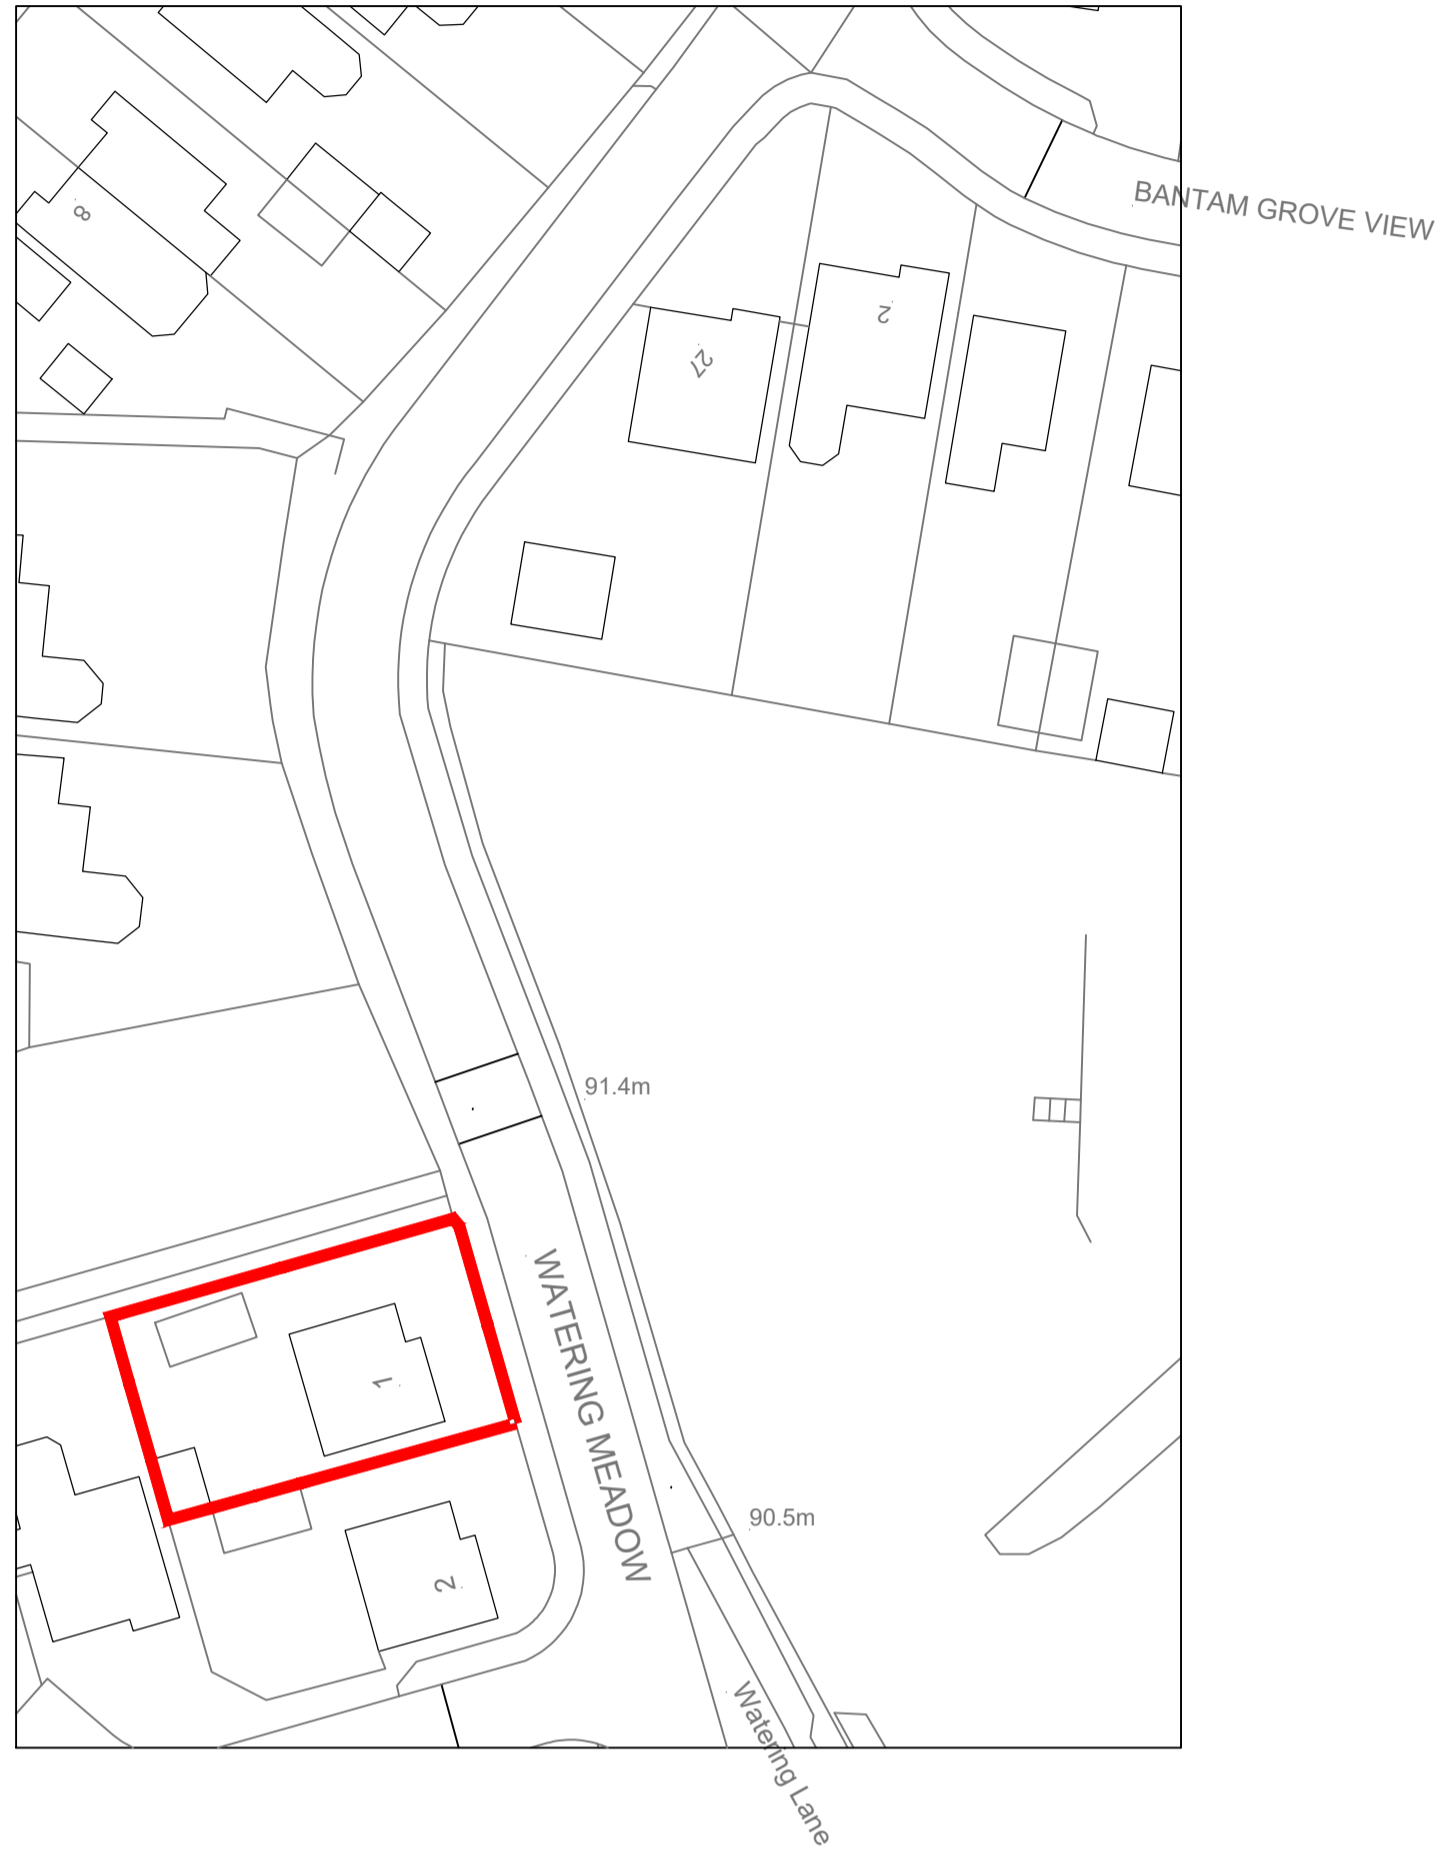 BANTAM GROVE VIEW
8
2
27
91.4m
WATERING MEADOW
1
90.5m
2
Watering Lane